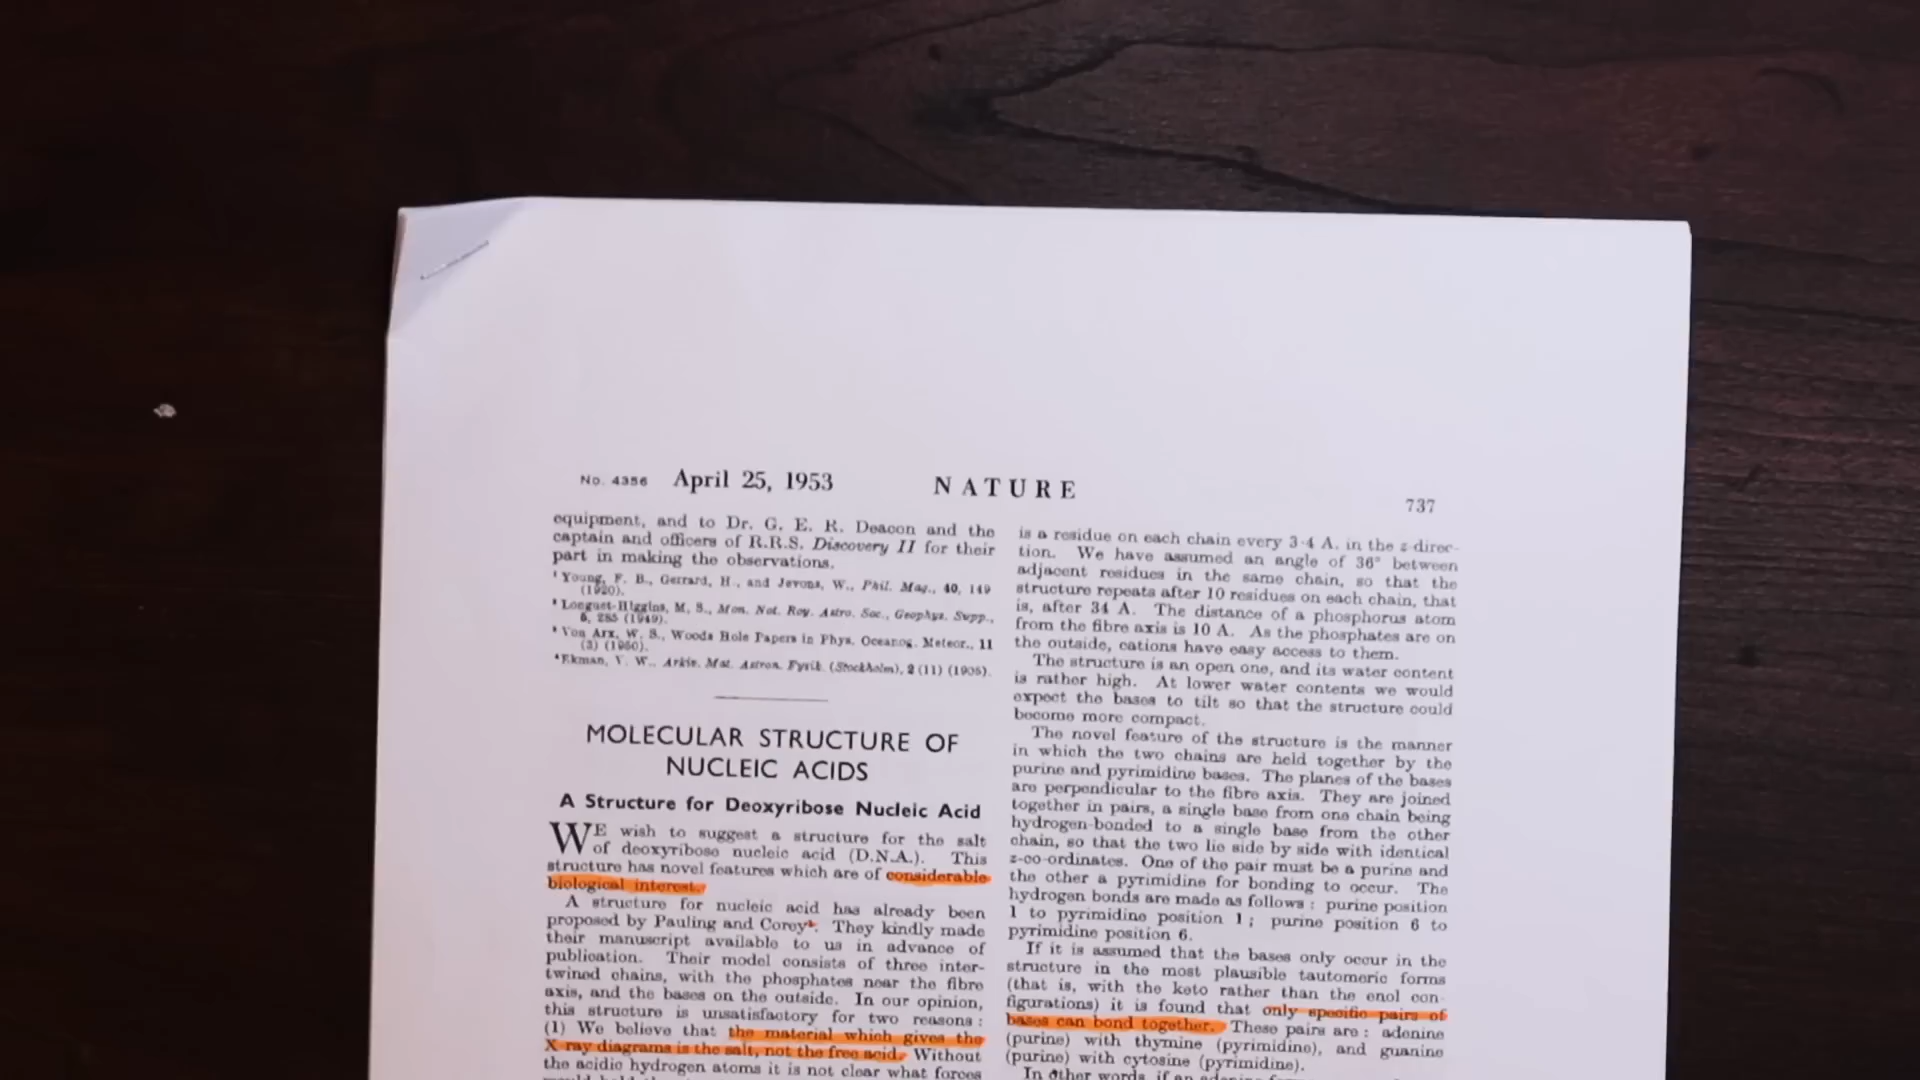 No. 4356 April 25, 1953 NATURE 737
equipment, and to Dr. G. E. R. Deacon and the
captain and officers of R.R.S. Discovery II for their
part in making the observations.
¹ Young, F. B., Gerrard, H., and Jevons, W., Phil. Mag., 40, 149
(1920).
² Longuet-Higgins, M. S., Mon. Not. Roy. Astro. Soc., Geophys. Supp.,
5, 285 (1949).
³ Von Arx, W. S., Woods Hole Papers in Phys. Oceanog. Meteor., 11
(3) (1950).
⁴ Ekman, V. W., Arkiv. Mat. Astron. Fysik. (Stockholm), 2 (11) (1905).
MOLECULAR STRUCTURE OF
NUCLEIC ACIDS
A Structure for Deoxyribose Nucleic Acid
WE wish to suggest a structure for the salt
of deoxyribose nucleic acid (D.N.A.). This
structure has novel features which are of considerable
biological interest.
A structure for nucleic acid has already been
proposed by Pauling and Corey¹. They kindly made
their manuscript available to us in advance of
publication. Their model consists of three inter-
twined chains, with the phosphates near the fibre
axis, and the bases on the outside. In our opinion,
this structure is unsatisfactory for two reasons :
(1) We believe that the material which gives the
X-ray diagrams is the salt, not the free acid. Without
the acidic hydrogen atoms it is not clear what forces
would hold the
is a residue on each chain every 3·4 A. in the z-direc-
tion. We have assumed an angle of 36° between
adjacent residues in the same chain, so that the
structure repeats after 10 residues on each chain, that
is, after 34 A. The distance of a phosphorus atom
from the fibre axis is 10 A. As the phosphates are on
the outside, cations have easy access to them.
The structure is an open one, and its water content
is rather high. At lower water contents we would
expect the bases to tilt so that the structure could
become more compact.
The novel feature of the structure is the manner
in which the two chains are held together by the
purine and pyrimidine bases. The planes of the bases
are perpendicular to the fibre axis. They are joined
together in pairs, a single base from one chain being
hydrogen-bonded to a single base from the other
chain, so that the two lie side by side with identical
z-co-ordinates. One of the pair must be a purine and
the other a pyrimidine for bonding to occur. The
hydrogen bonds are made as follows : purine position
1 to pyrimidine position 1 ; purine position 6 to
pyrimidine position 6.
If it is assumed that the bases only occur in the
structure in the most plausible tautomeric forms
(that is, with the keto rather than the enol con-
figurations) it is found that only specific pairs of
bases can bond together. These pairs are : adenine
(purine) with thymine (pyrimidine), and guanine
(purine) with cytosine (pyrimidine).
In other words, if an adenine